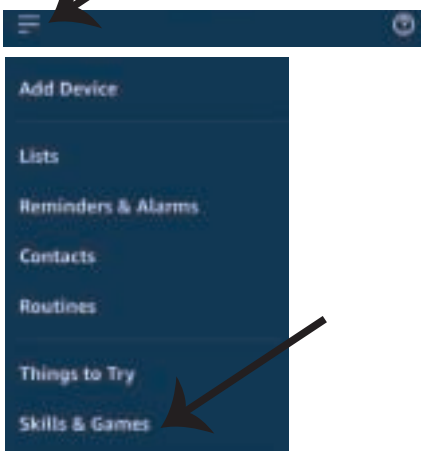 Add Device
Lists
Reminders & Alarms
Contacts
Routines
Things to Try
Skills & Games